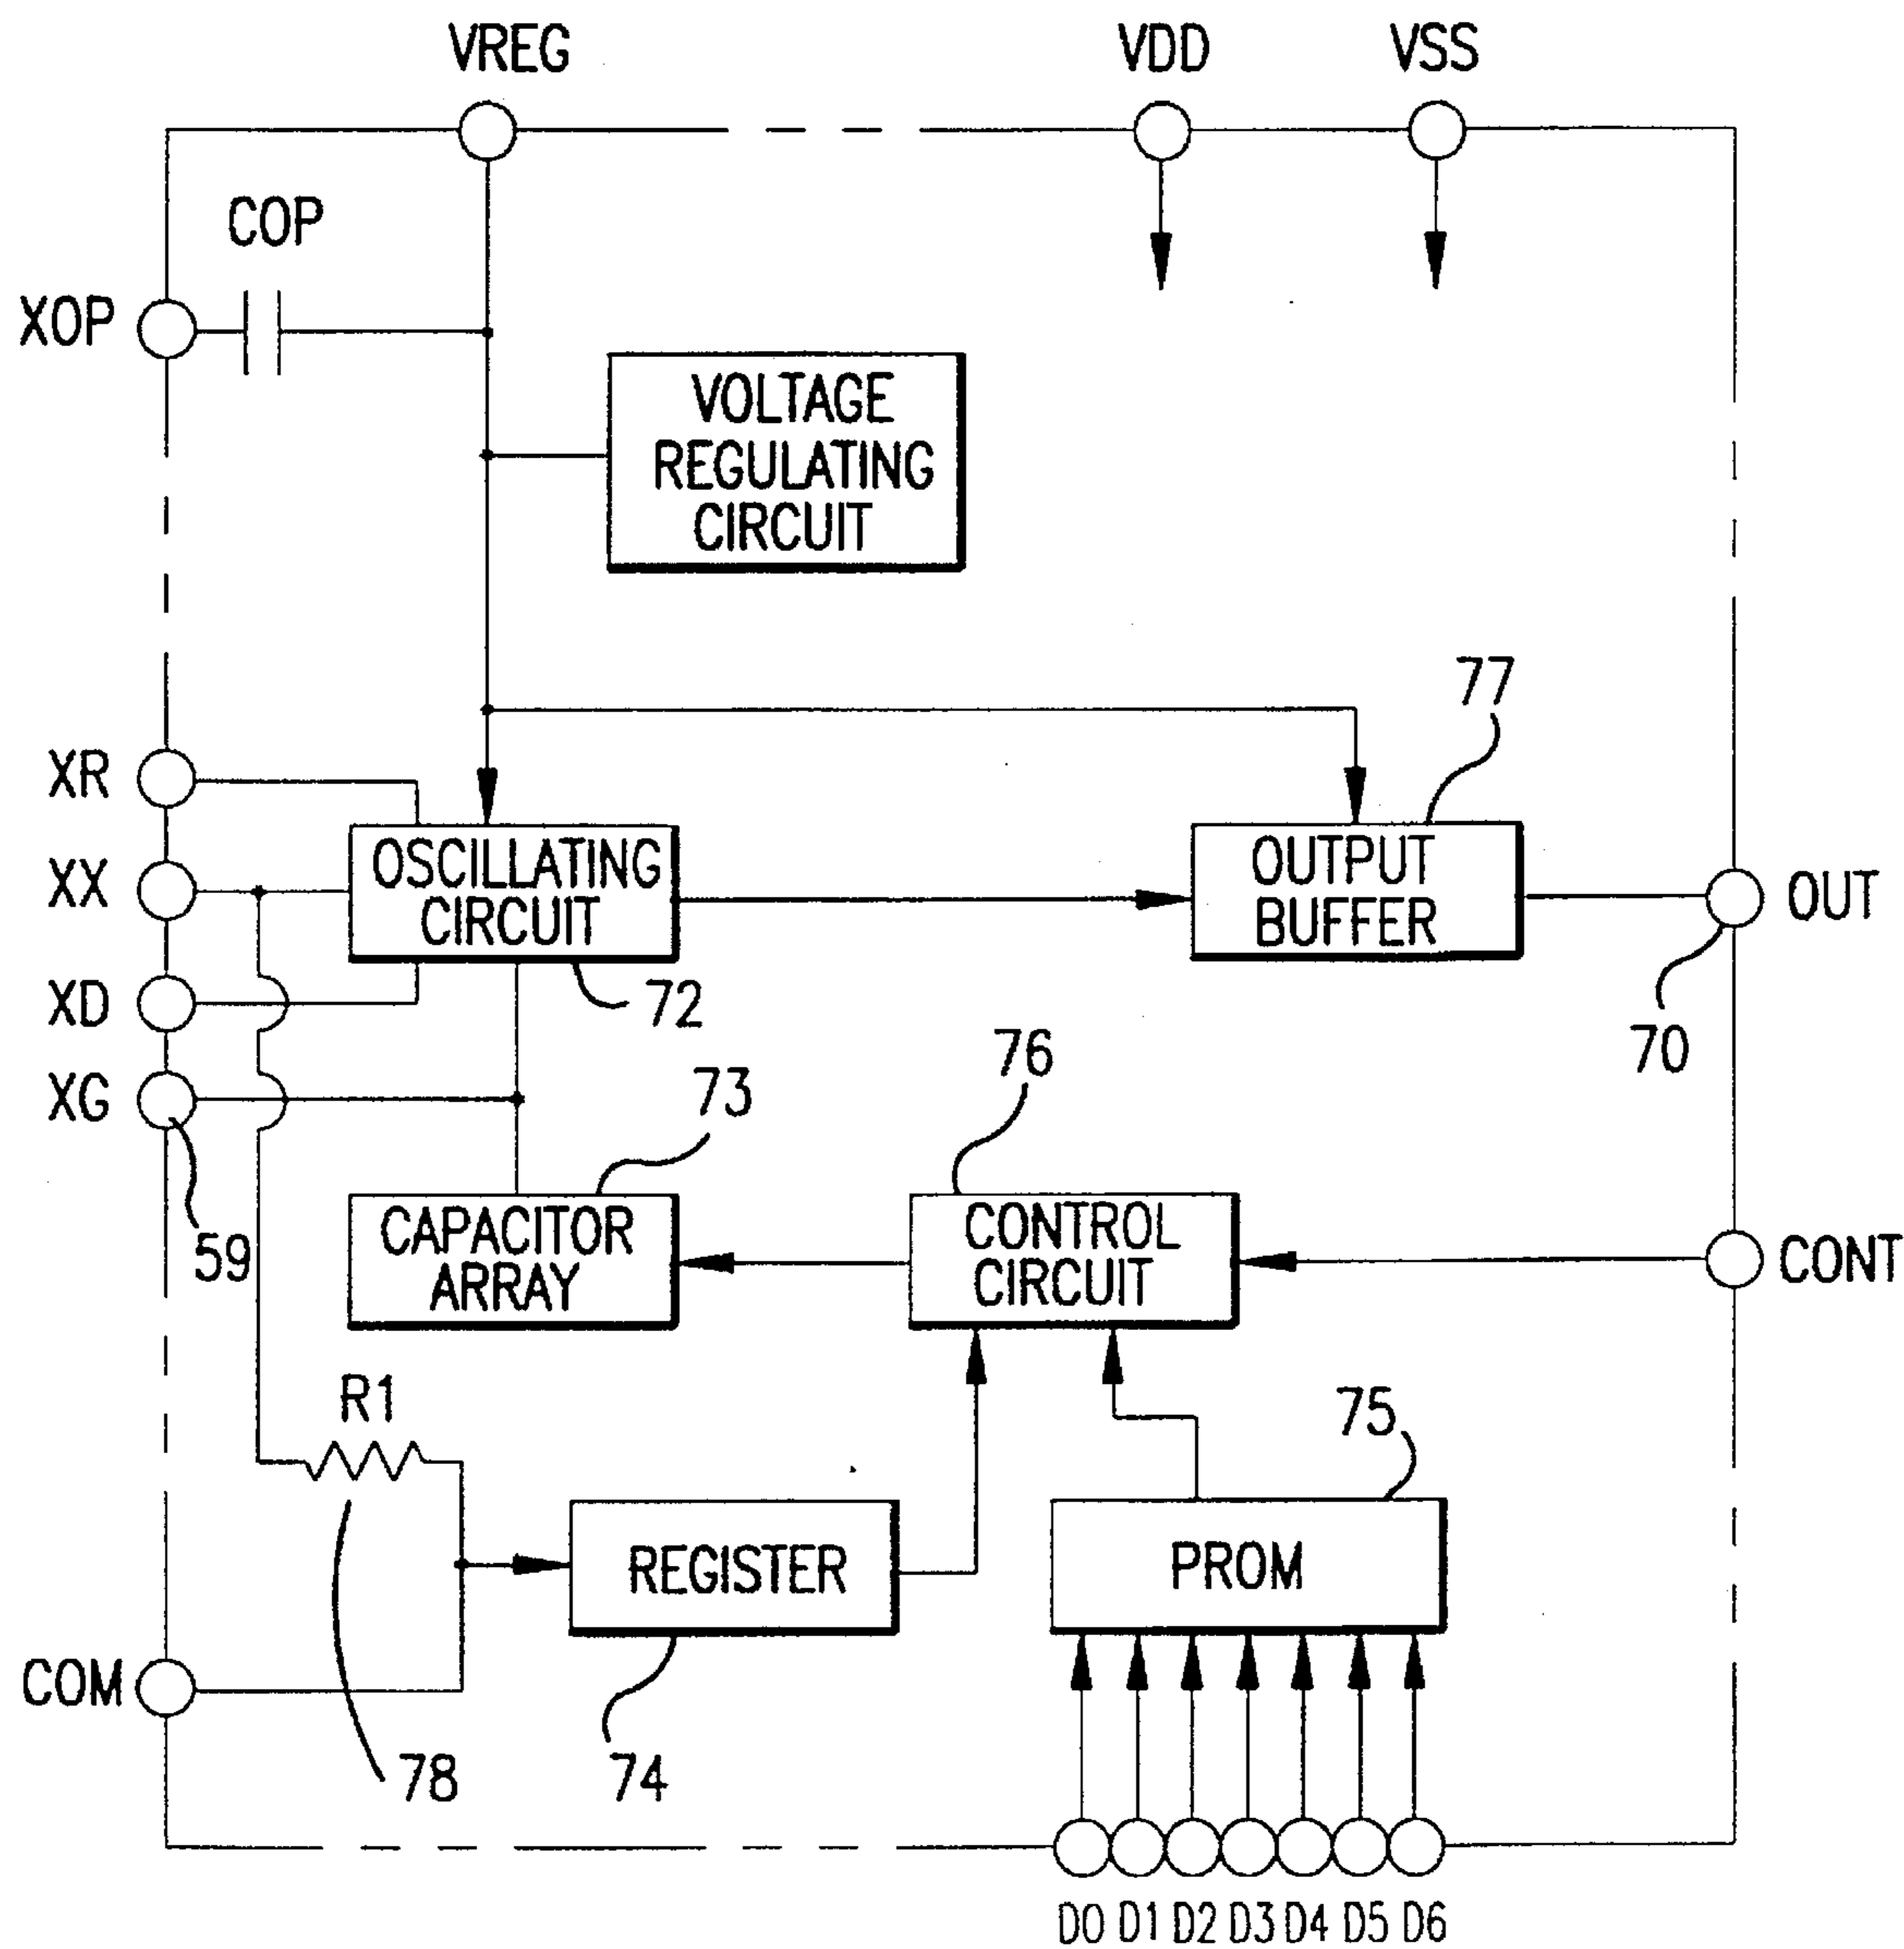 VREG
VDD
VSS
COP
XOP
VOLTAGE
REGULATING
CIRCUIT
77
XR
XX
OSCILLATING
CIRCUIT
OUTPUT
BUFFER
OUT
XD
72
70
76
XG
73
59
CAPACITOR
ARRAY
CONTROL
CIRCUIT
CONT
R1
75
REGISTER
PROM
COM
78
74
D0 D1 D2 D3 D4 D5 D6